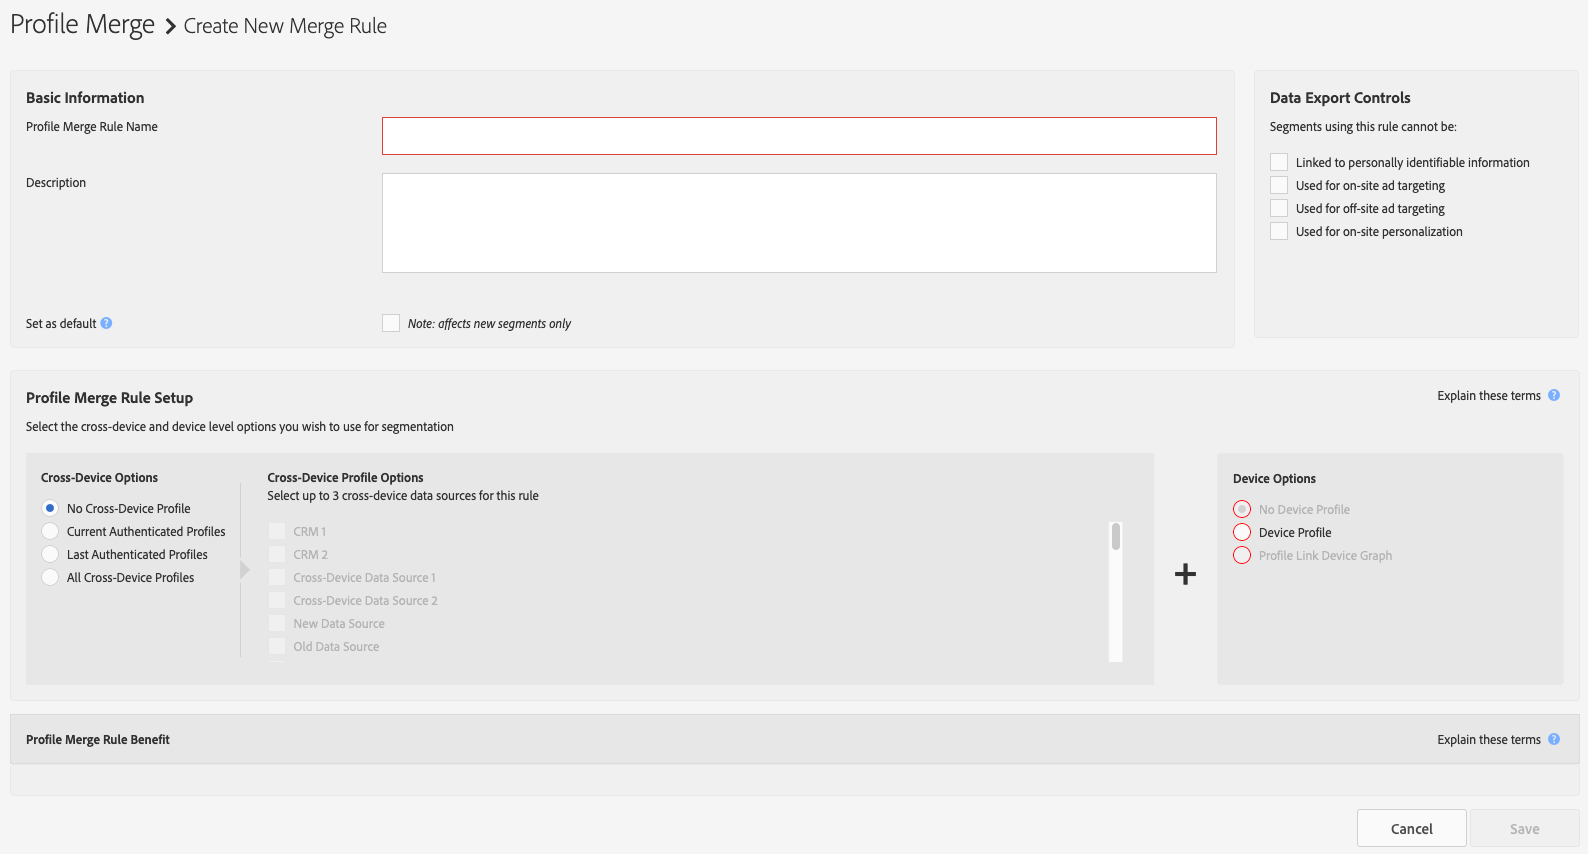 Profile Merge > Create New Merge Rule
Basic Information
Profile Merge Rule Name
Description
Set as default ?
Note: affects new segments only
Data Export Controls
Segments using this rule cannot be:
Linked to personally identifiable information
Used for on-site ad targeting
Used for off-site ad targeting
Used for on-site personalization
Profile Merge Rule Setup
Explain these terms ?
Select the cross-device and device level options you wish to use for segmentation
Cross-Device Options
No Cross-Device Profile
Current Authenticated Profiles
Last Authenticated Profiles
All Cross-Device Profiles
Cross-Device Profile Options
Select up to 3 cross-device data sources for this rule
CRM 1
CRM 2
Cross-Device Data Source 1
Cross-Device Data Source 2
New Data Source
Old Data Source
+
Device Options
No Device Profile
Device Profile
Profile Link Device Graph
Profile Merge Rule Benefit
Explain these terms ?
Cancel
Save